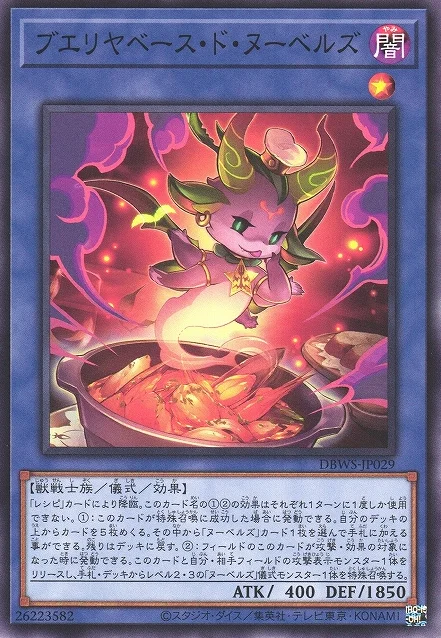 ブエリヤベース・ド・ヌーベルズ
闇
DBWS-JP029
【獣戦士族／儀式／効果】
「レシピ」カードにより降臨。このカード名の①②の効果はそれぞれ１ターンに１度しか使用
できない。①：このカードが特殊召喚に成功した場合に発動できる。自分のデッキの
上からカードを５枚めくる。その中から「ヌーベルズ」カード１枚を選んで手札に加える
事ができる。残りはデッキに戻す。②：フィールドのこのカードが攻撃・効果の対象に
なった時に発動できる。このカードと自分・相手フィールドの攻撃表示モンスター１体を
リリースし、手札・デッキからレベル２・３の「ヌーベルズ」儀式モンスター１体を特殊召喚する。
ATK/ 400 DEF/1850
26223582
©スタジオ・ダイス／集英社・テレビ東京・KONAMI